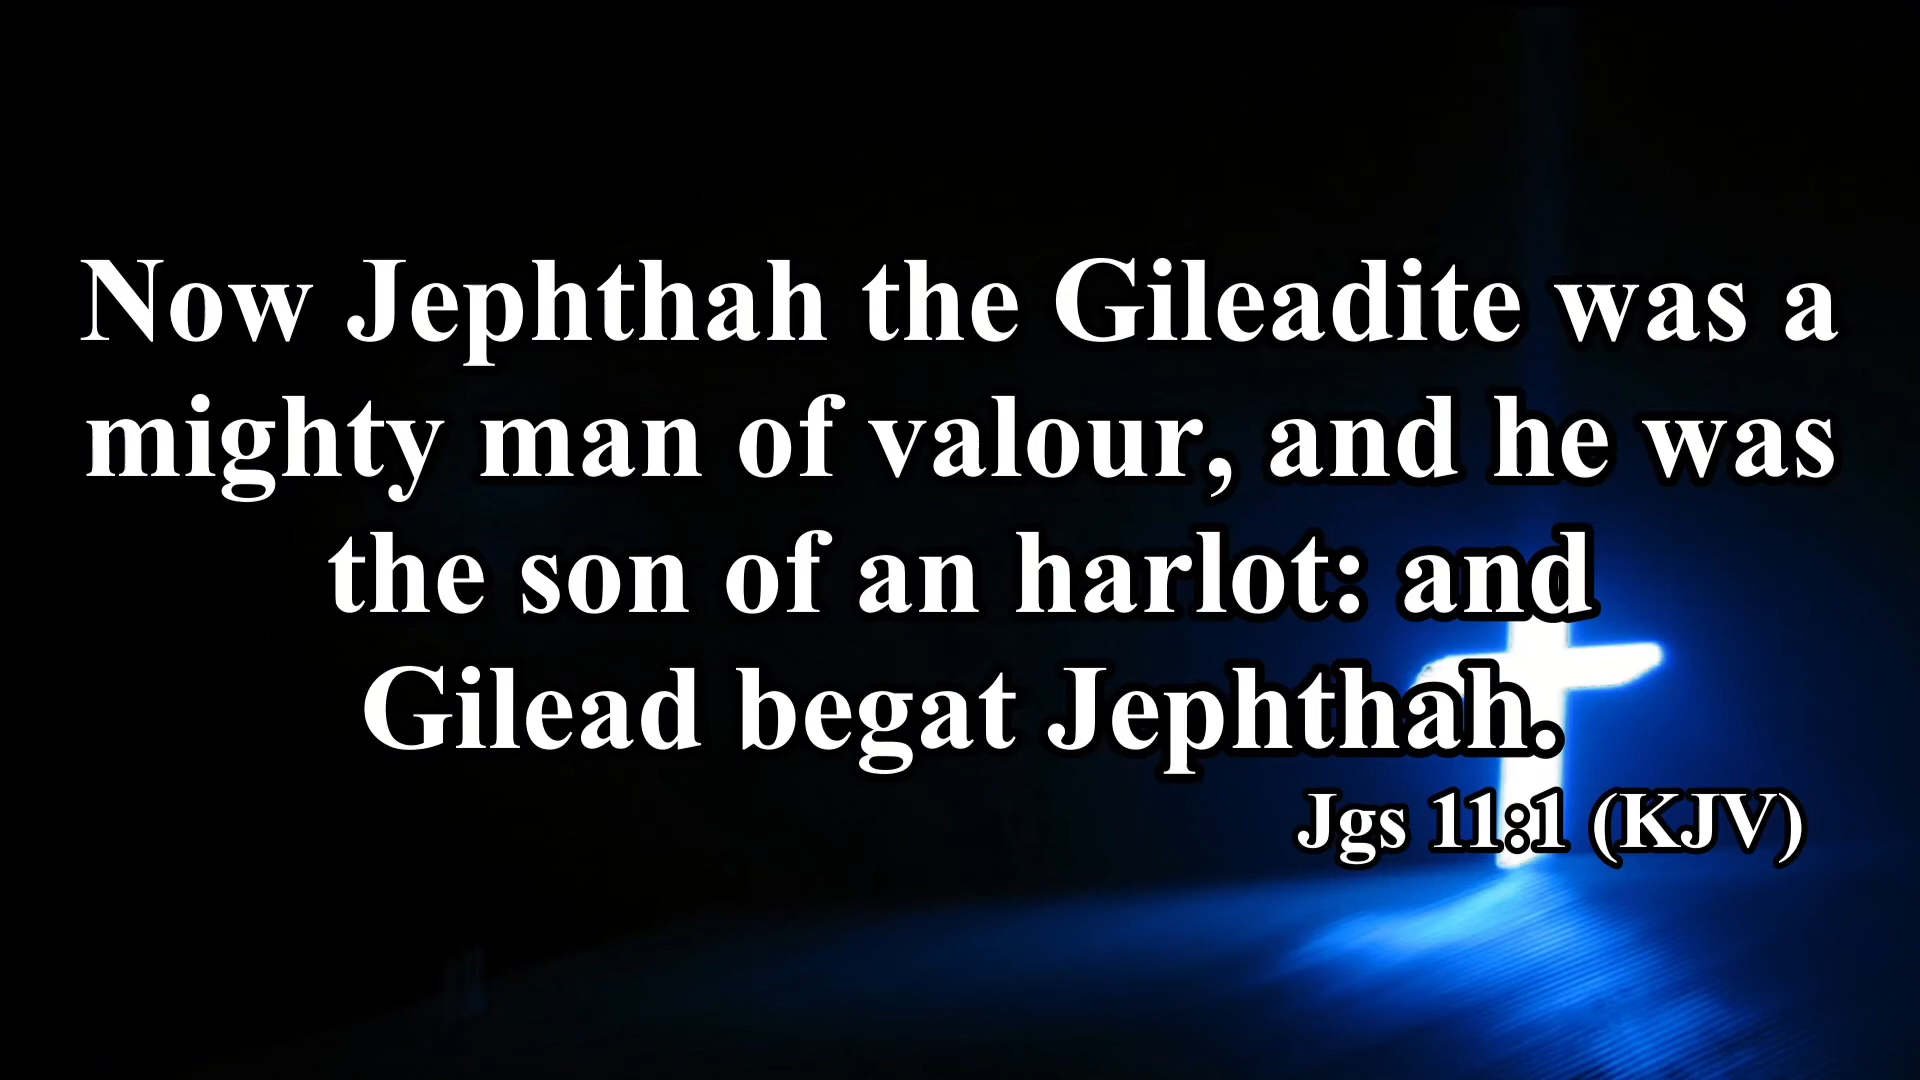 Now Jephthah the Gileadite was a
mighty man of valour, and he was
the son of an harlot: and
Gilead begat Jephthah.
Jgs 11:1 (KJV)